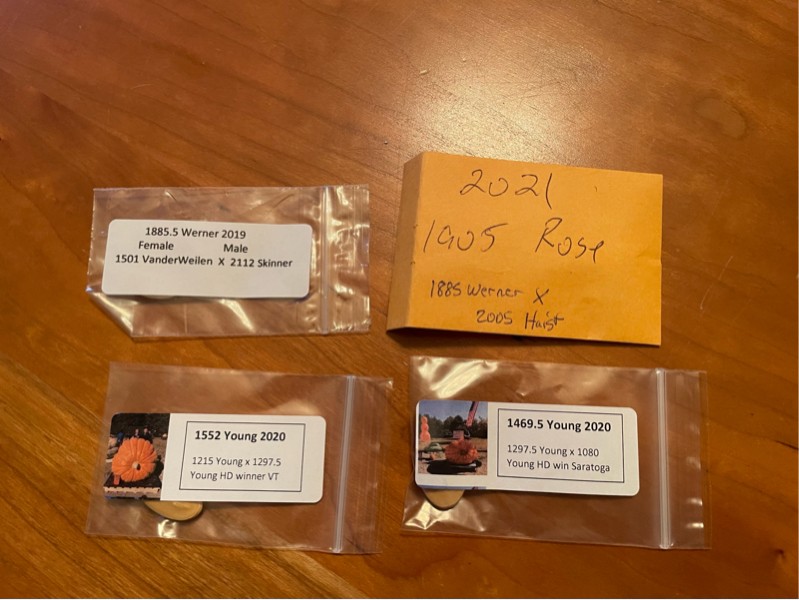 1885.5 Werner 2019
Female Male
1501 VanderWeilen X 2112 Skinner
2021
1905 Rose
1885 Werner X
2005 Haist
1552 Young 2020
1215 Young x 1297.5
Young HD winner VT
1469.5 Young 2020
1297.5 Young x 1080
Young HD win Saratoga